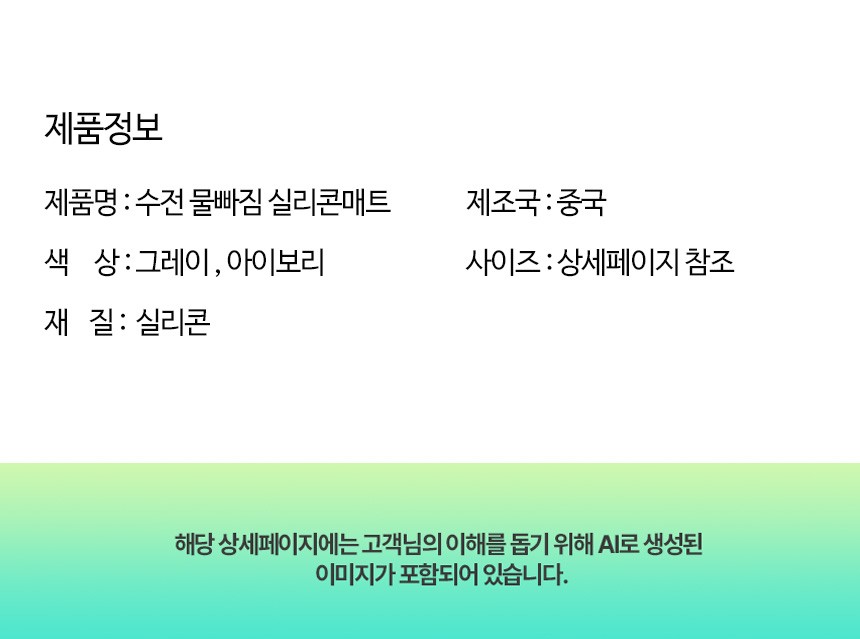 제품정보
제품명 : 수전 물빠짐 실리콘매트 제조국 : 중국
색 상 : 그레이 , 아이보리 사이즈 : 상세페이지 참조
재 질 : 실리콘
해당 상세페이지에는 고객님의 이해를 돕기 위해 AI로 생성된
이미지가 포함되어 있습니다.